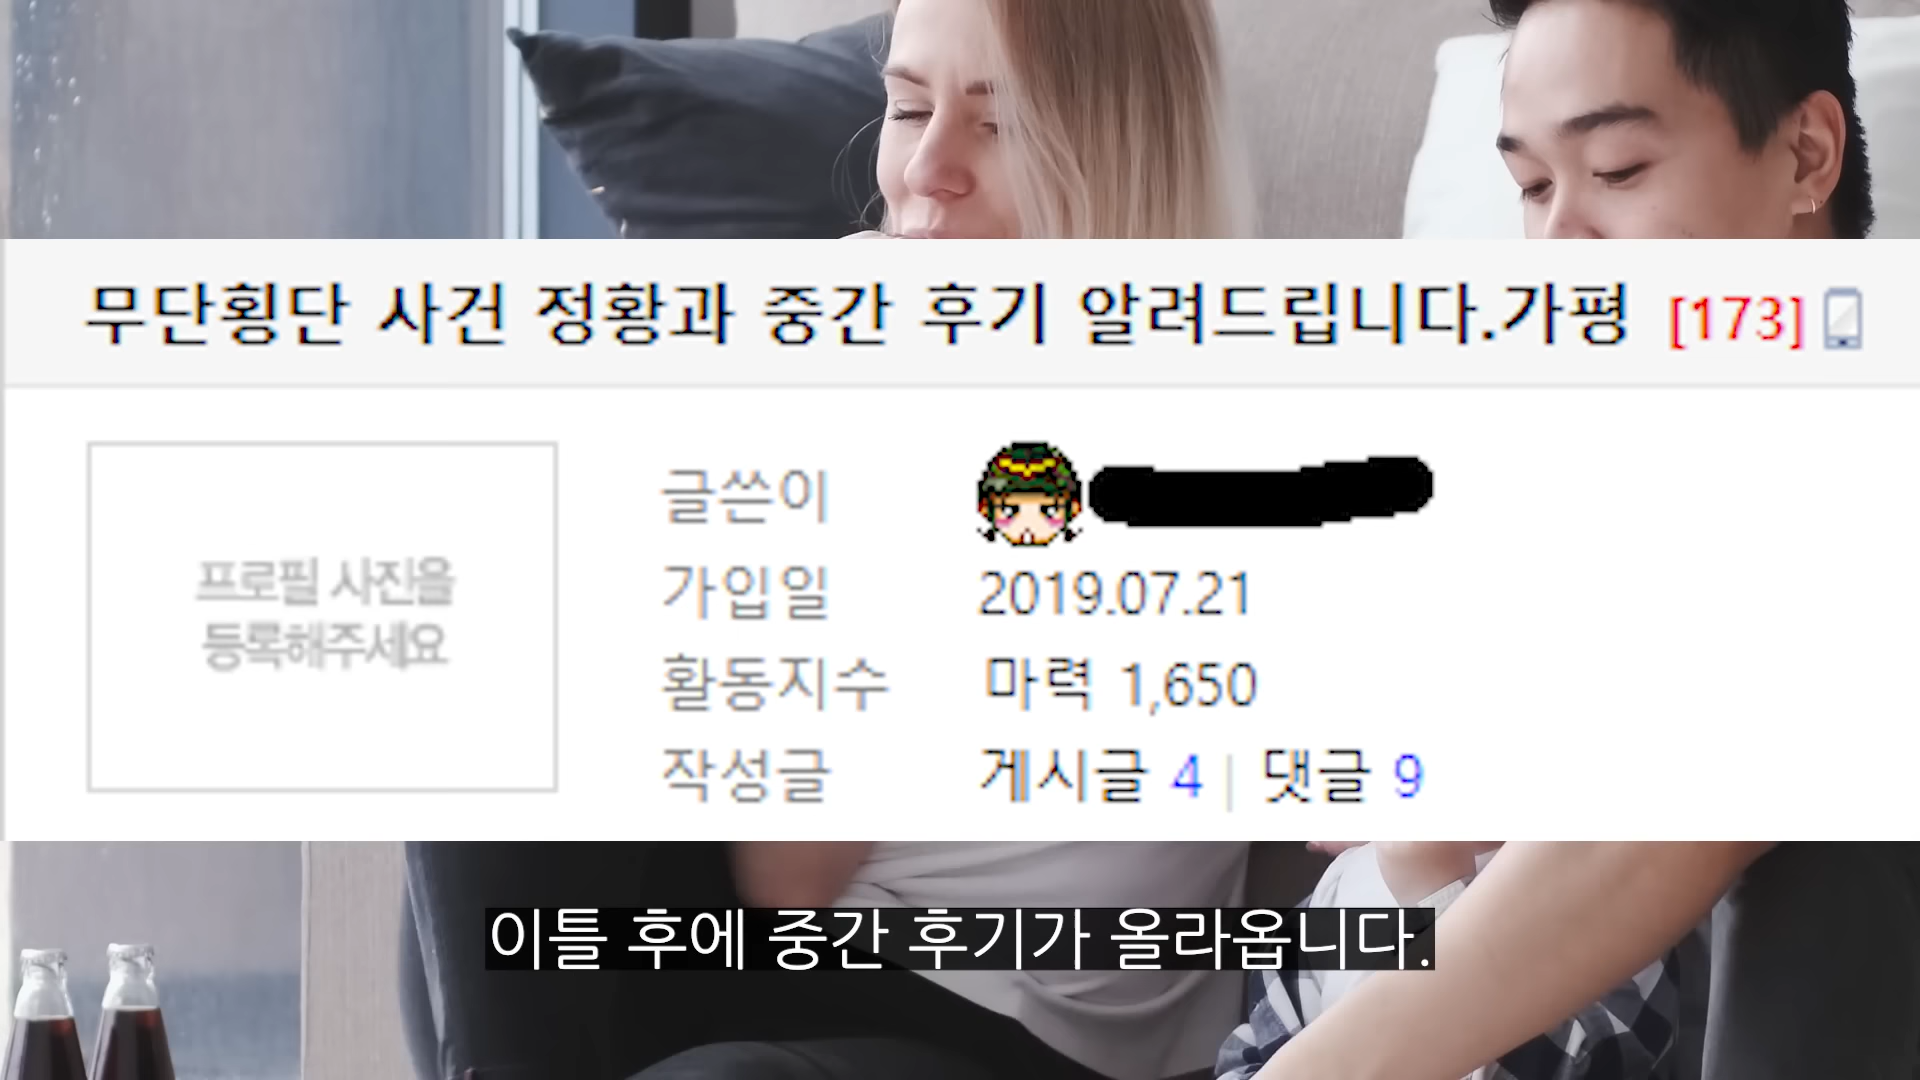 무단횡단 사건 정황과 중간 후기 알려드립니다.가평 [173]
프로필 사진을
등록해주세요
글쓴이
가입일 2019.07.21
활동지수 마력 1,650
작성글 게시글 4 | 댓글 9
이틀 후에 중간 후기가 올라옵니다.